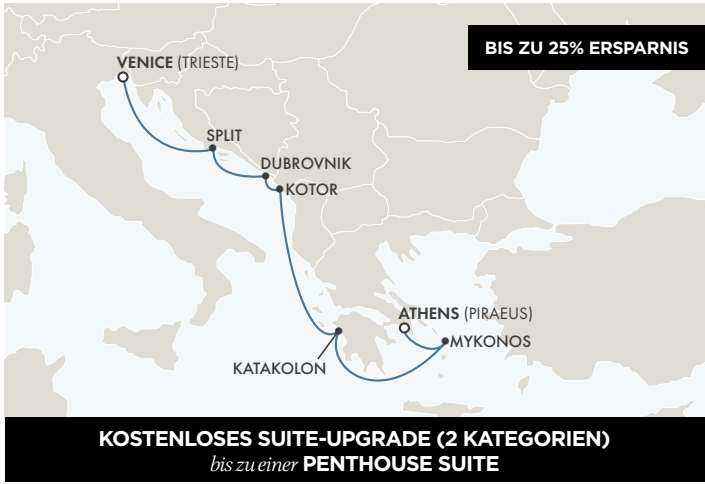 BIS ZU 25% ERSPARNIS
VENICE (TRIESTE)
SPLIT
DUBROVNIK
KOTOR
ATHENS (PIRAEUS)
MYKONOS
KATAKOLON
KOSTENLOSES SUITE-UPGRADE (2 KATEGORIEN)
bis zu einer PENTHOUSE SUITE